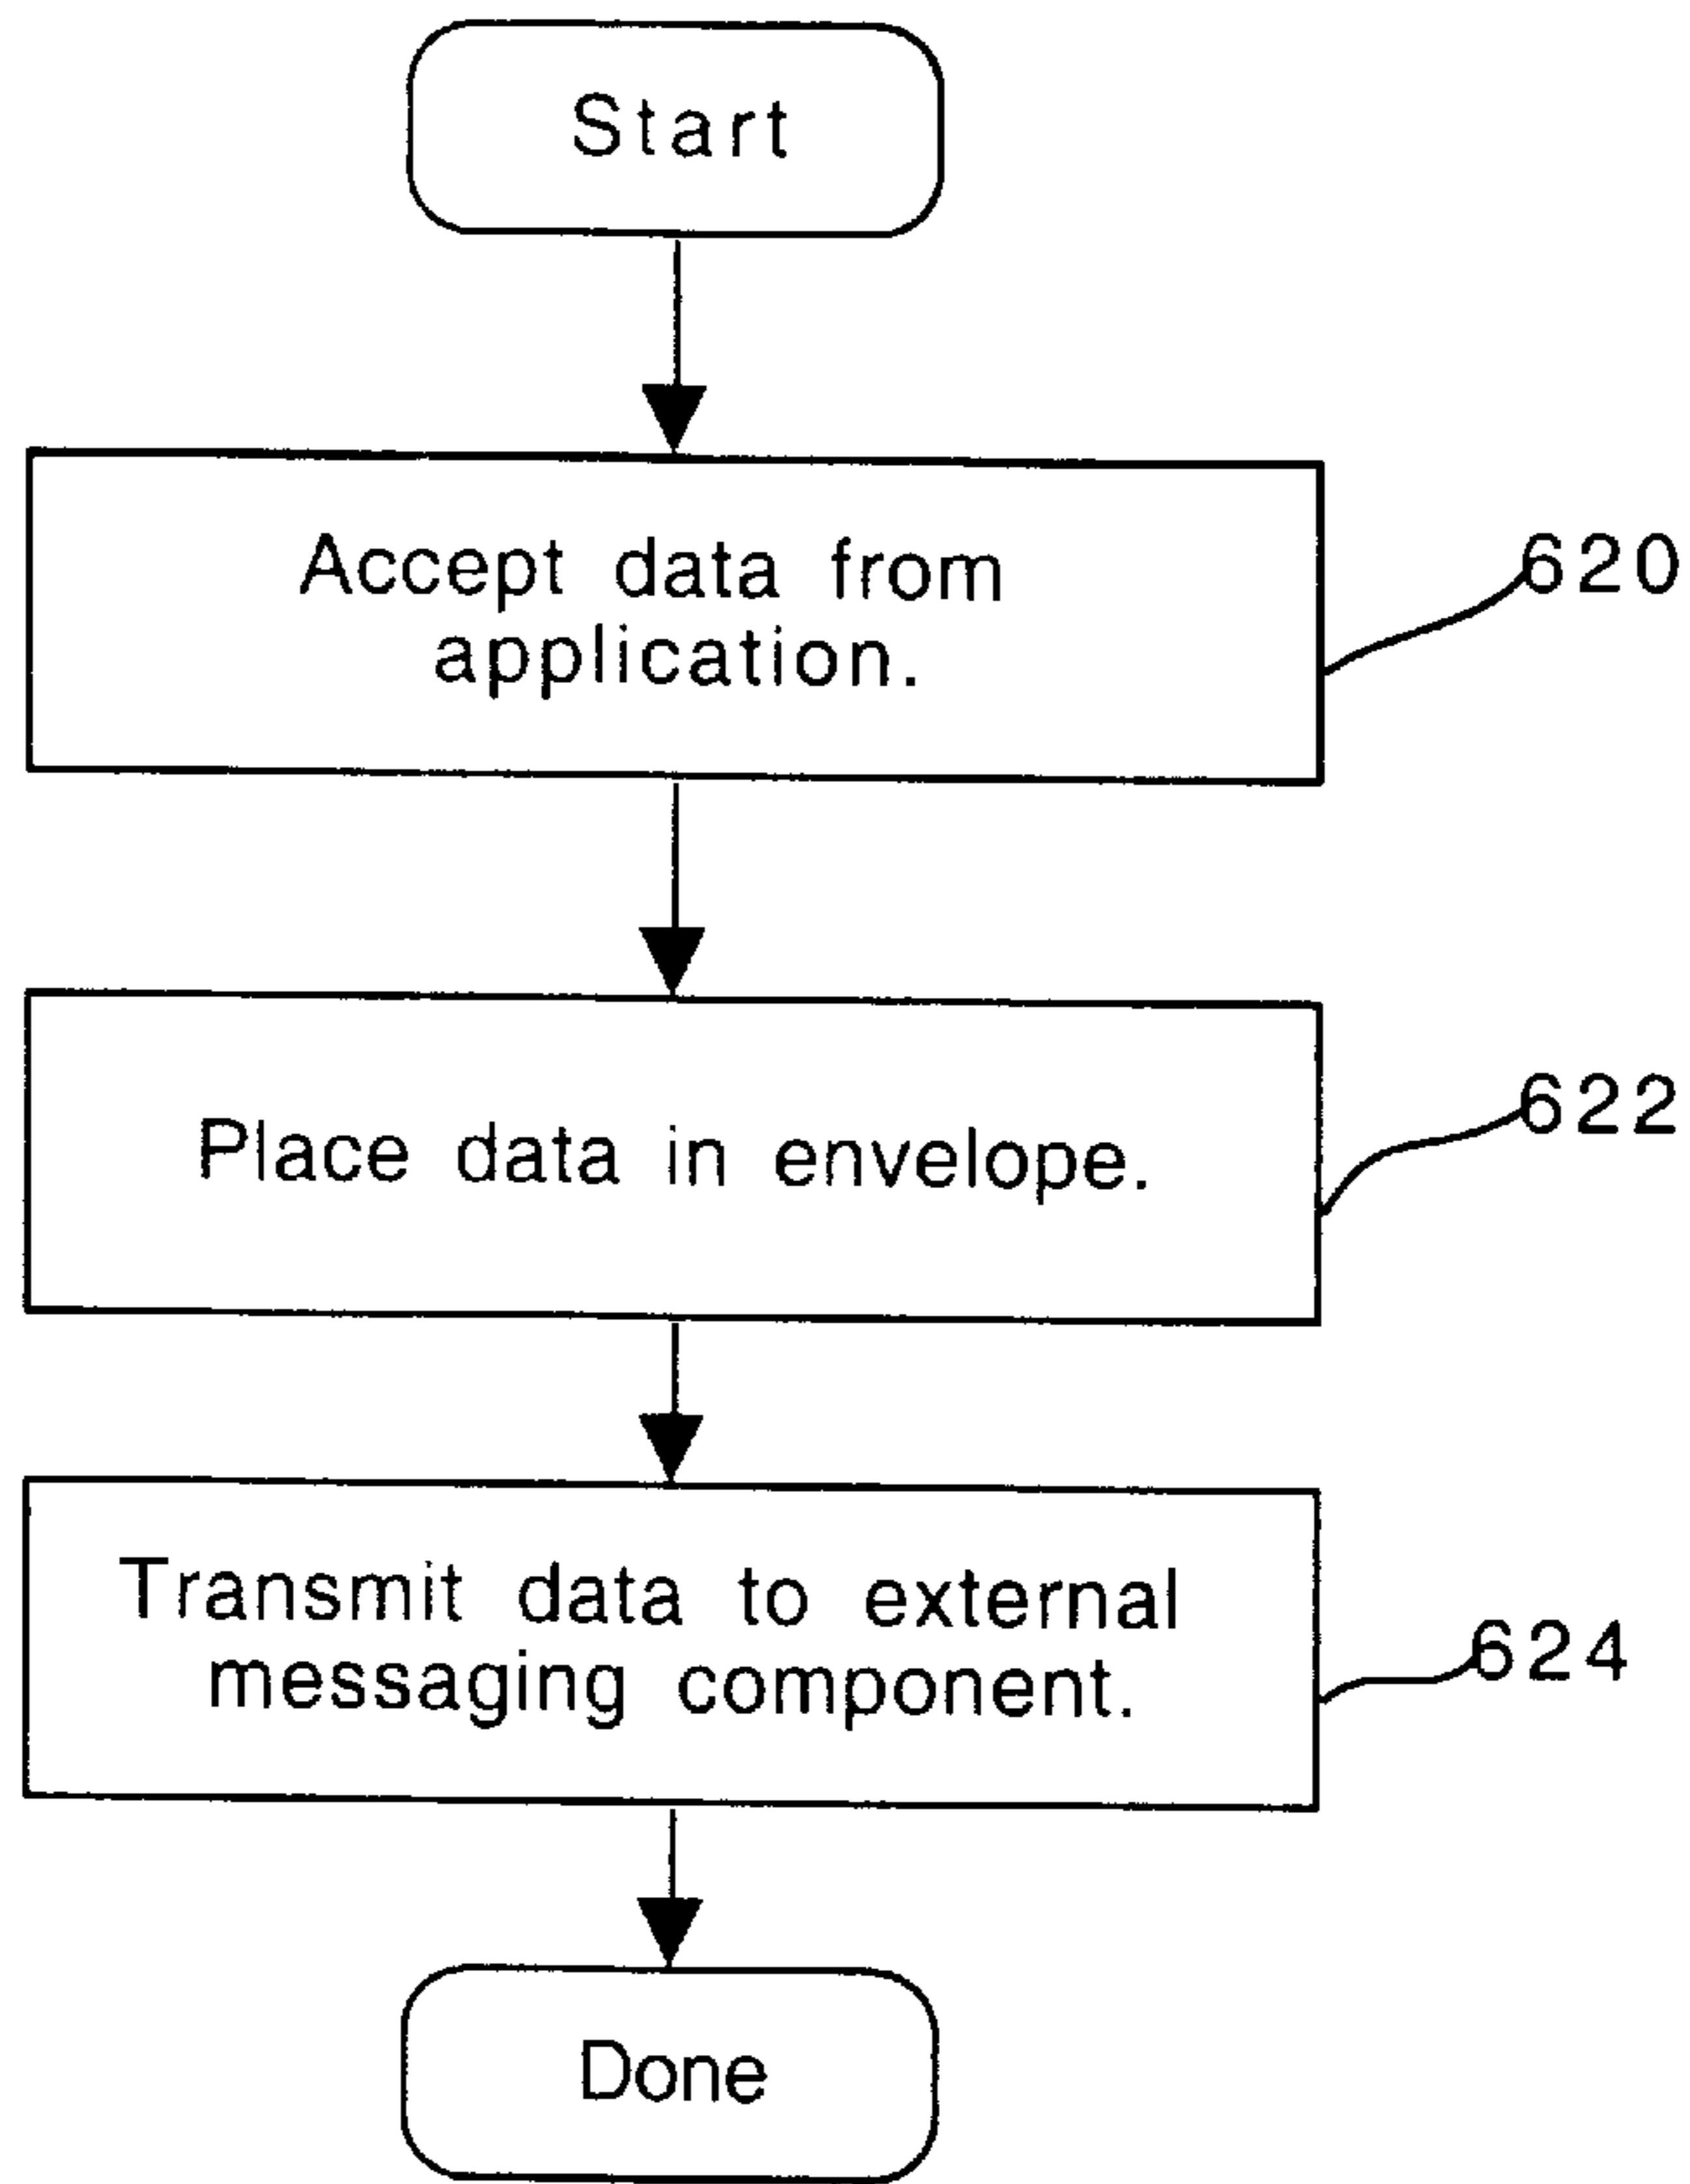 Start
Accept data from
application.
620
Place data in envelope.
622
Transmit data to external
messaging component.
624
Done